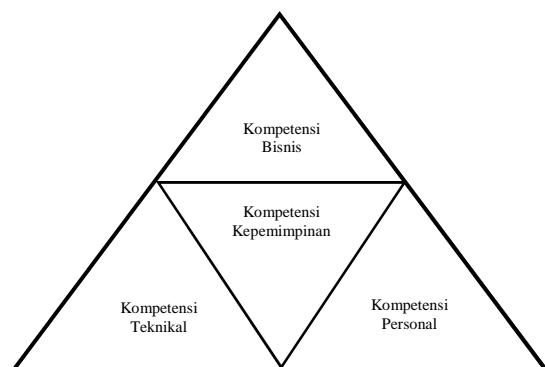 Kompetensi
Bisnis
Kompetensi
Kepemimpinan
Kompetensi
Teknikal
Kompetensi
Personal